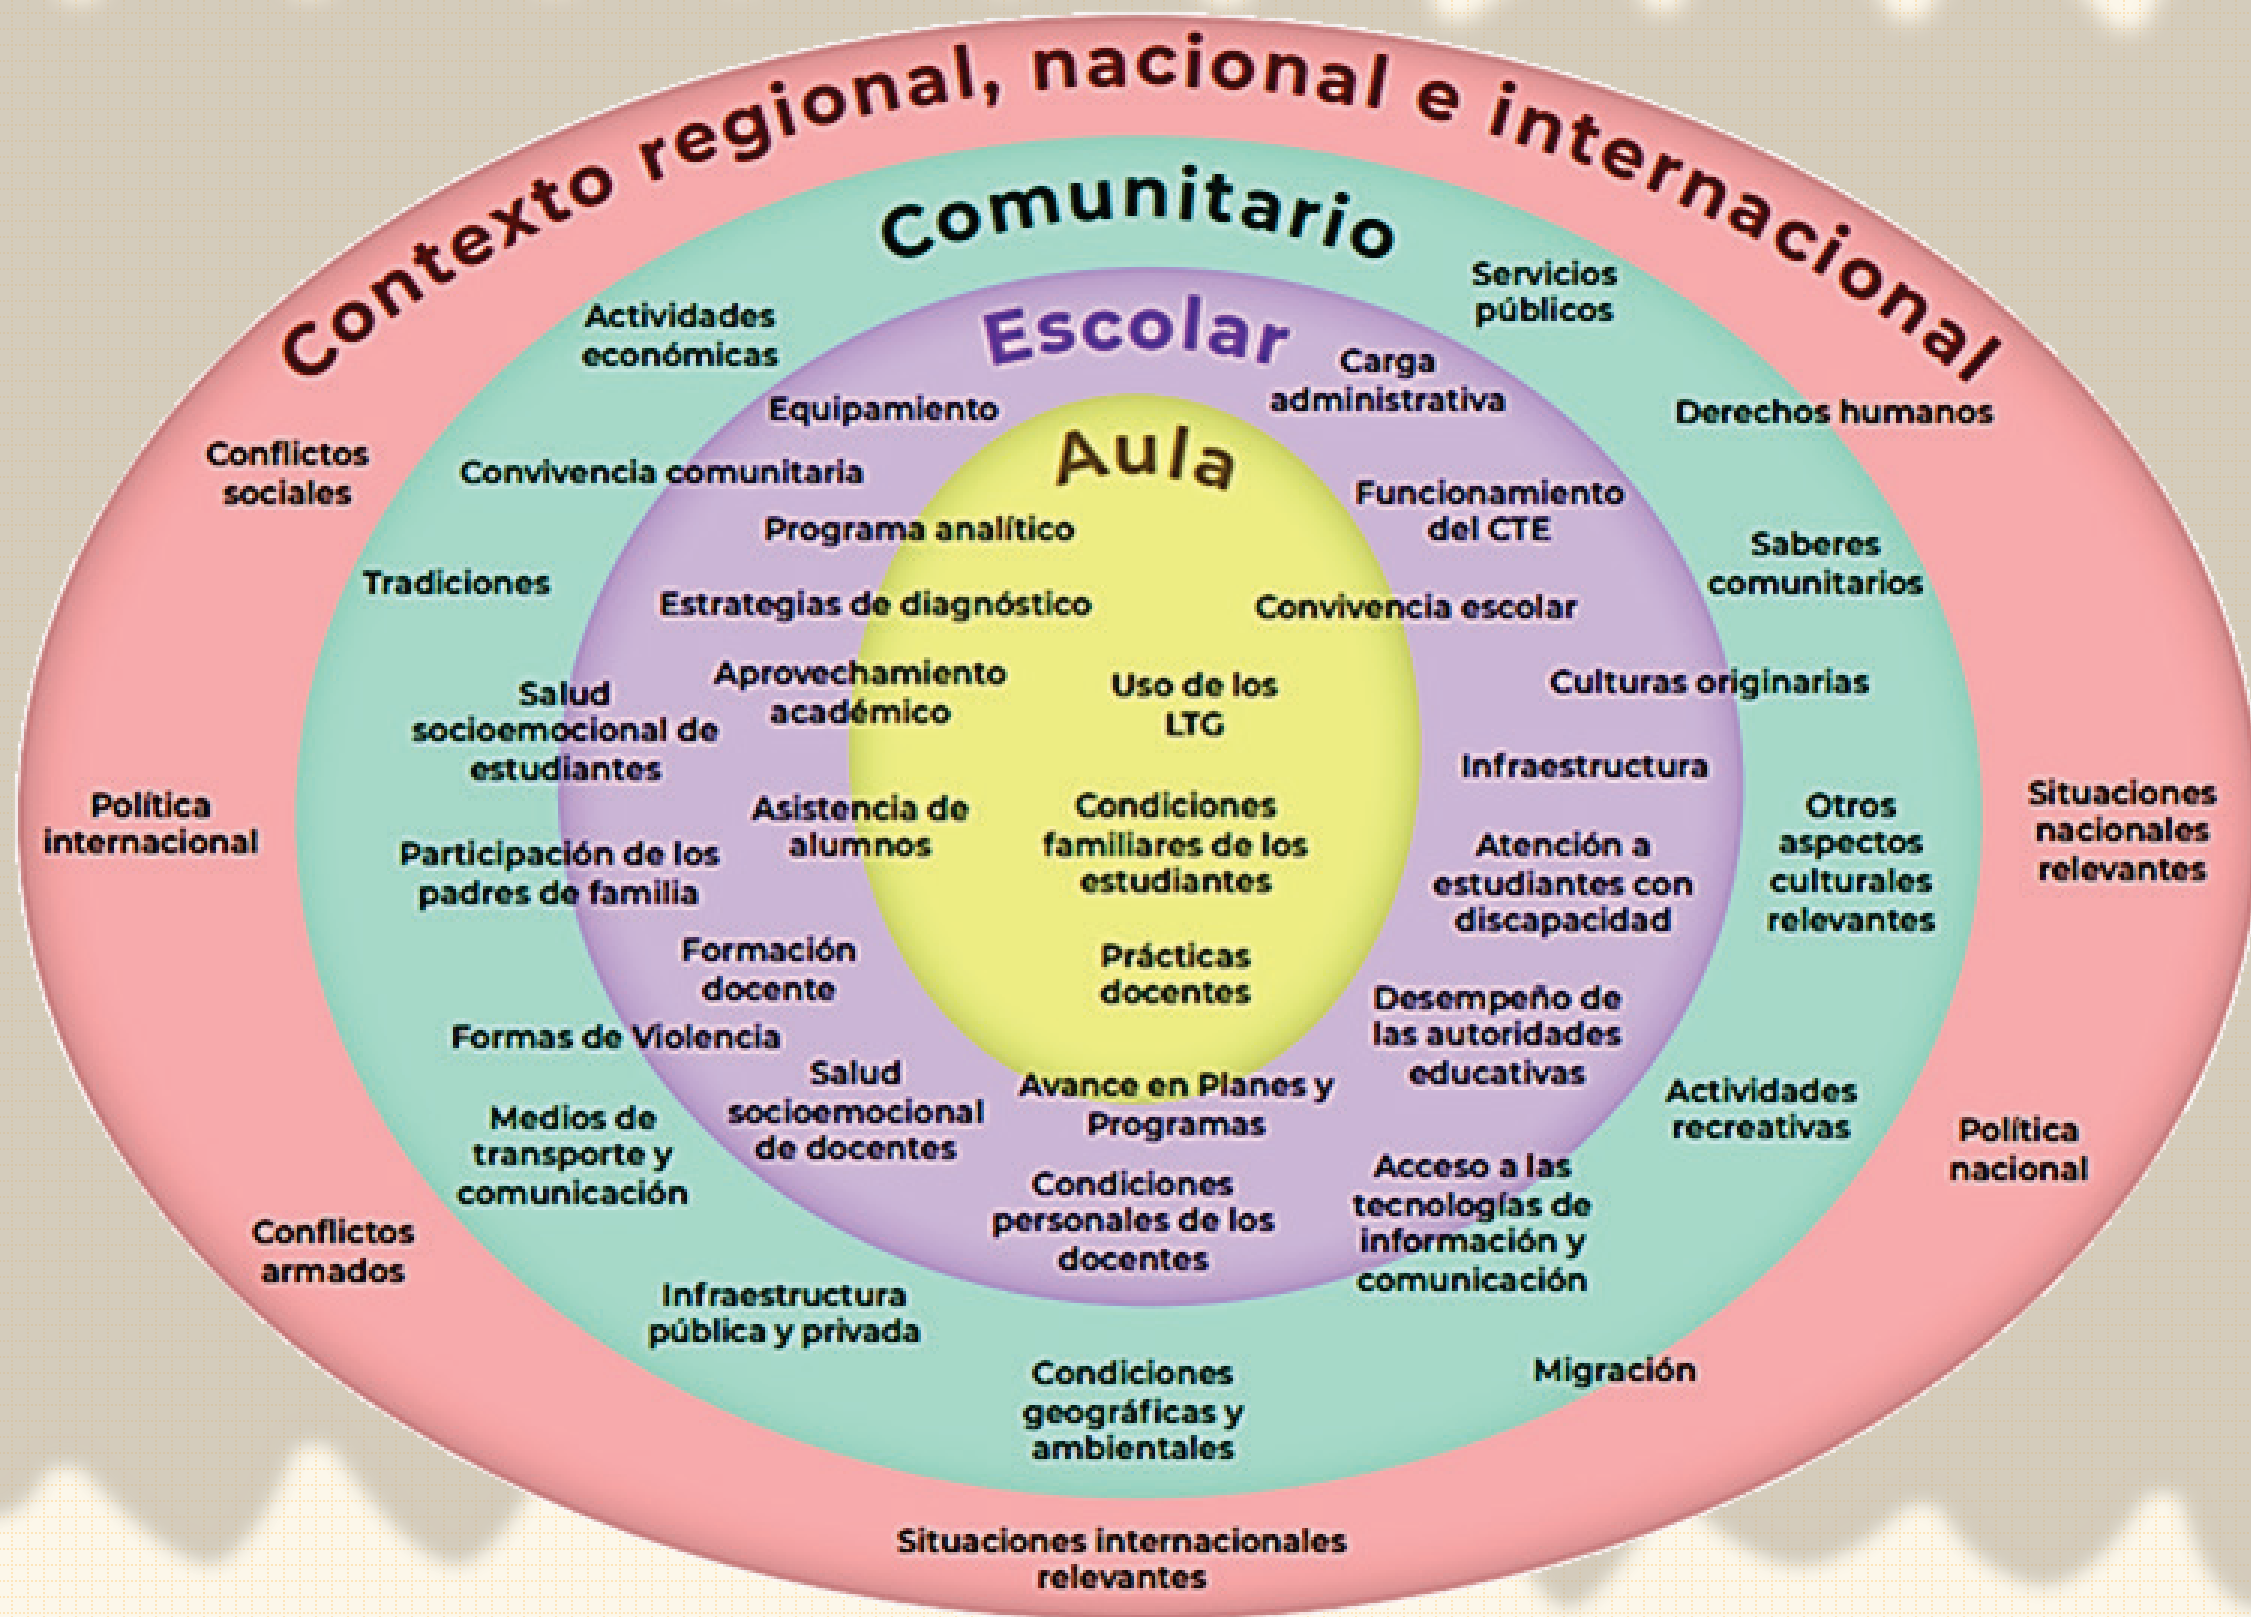 Contexto regional, nacional e internacional
Comunitario
Escolar
Aula
Servicios
públicos
Actividades
económicas
Carga
administrativa
Equipamiento
Derechos humanos
Conflictos
sociales
Convivencia comunitaria
Funcionamiento
del CTE
Programa analítico
Saberes
comunitarios
Tradiciones
Estrategias de diagnóstico
Convivencia escolar
Salud
socioemocional de
estudiantes
Aprovechamiento
académico
Uso de los
LTG
Culturas originarias
Infraestructura
Política
internacional
Participación de los
padres de familia
Asistencia de
alumnos
Condiciones
familiares de los
estudiantes
Atención a
estudiantes con
discapacidad
Otros
aspectos
culturales
relevantes
Situaciones
nacionales
relevantes
Formación
docente
Prácticas
docentes
Desempeño de
las autoridades
educativas
Formas de Violencia
Salud
socioemocional
de docentes
Avance en Planes y
Programas
Actividades
recreativas
Política
nacional
Medios de
transporte y
comunicación
Condiciones
personales de los
docentes
Acceso a las
tecnologías de
información y
comunicación
Conflictos
armados
Infraestructura
pública y privada
Condiciones
geográficas y
ambientales
Migración
Situaciones internacionales
relevantes